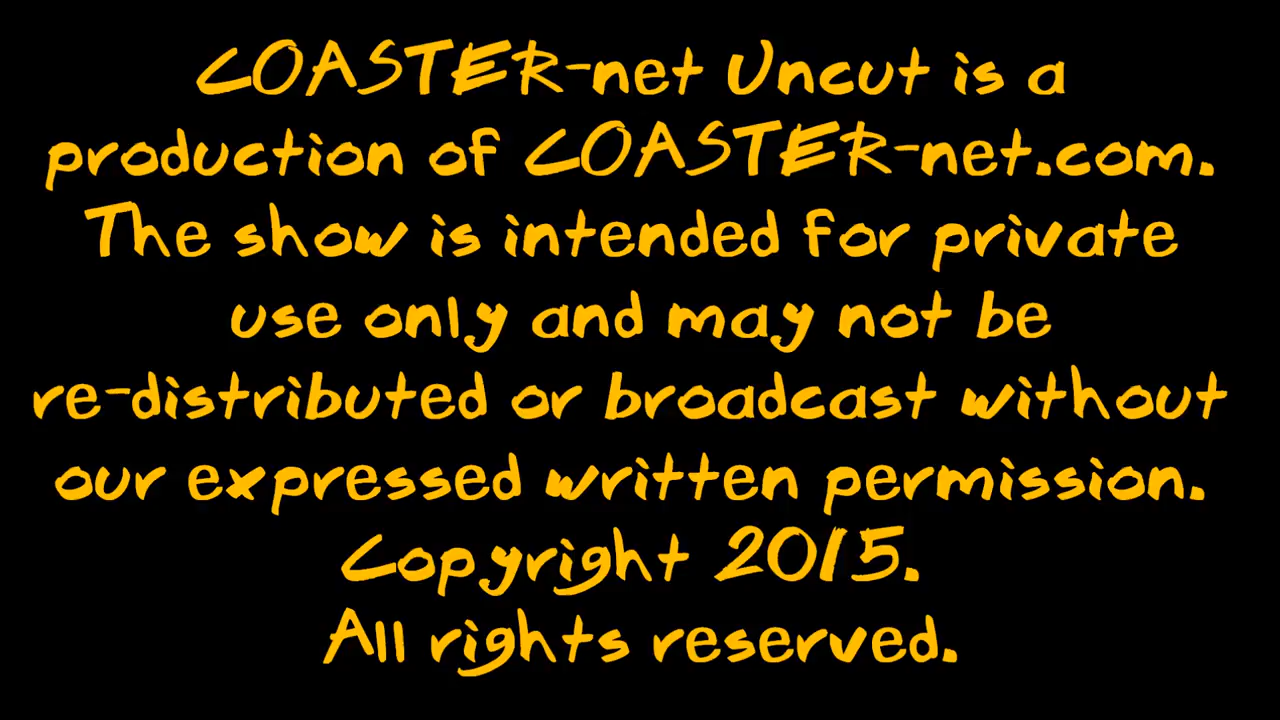 COASTER-net Uncut is a
production of COASTER-net.com.
The show is intended for private
use only and may not be
re-distributed or broadcast without
our expressed written permission.
Copyright 2015.
All rights reserved.